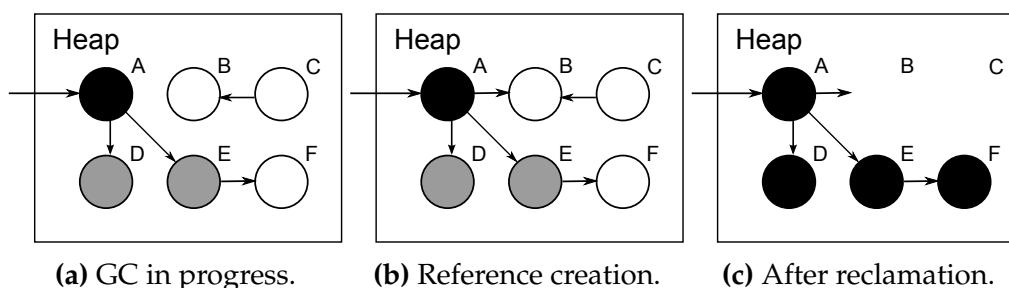 Heap
A B C
D E F
(a) GC in progress.
Heap
A B C
D E F
(b) Reference creation.
Heap
A B C
D E F
(c) After reclamation.